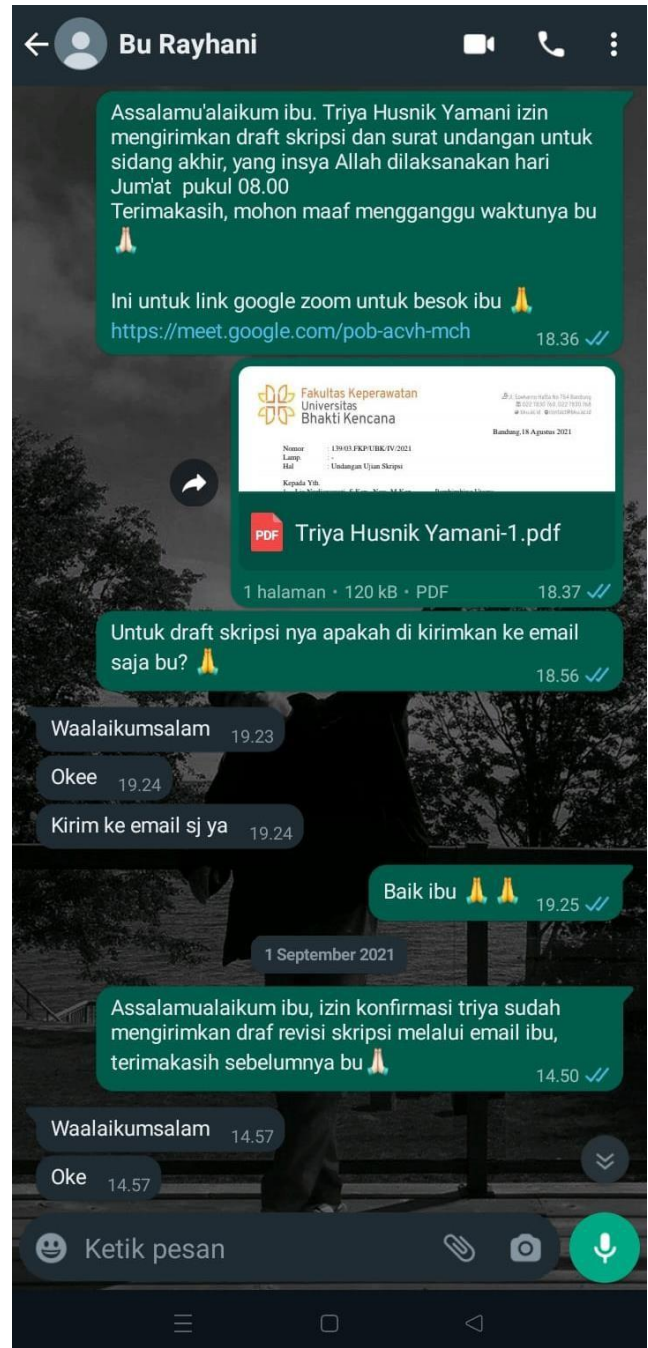 Bu Rayhani
Assalamu'alaikum ibu. Triya Husnik Yamani izin
mengirimkan draft skripsi dan surat undangan untuk
sidang akhir, yang insya Allah dilaksanakan hari
Jum'at pukul 08.00
Terimakasih, mohon maaf mengganggu waktunya bu
🙏🏻
Ini untuk link google zoom untuk besok ibu 🙏
https://meet.google.com/pob-acvh-mch 18.36
Fakultas Keperawatan
Universitas
Bhakti Kencana
Bandung, 18 Agustus 2021
Nomor : 139/03.FKP/UBK/IV/2021
Lamp. : -
Hal : Undangan Ujian Skripsi
Kepada Yth.
PDF Triya Husnik Yamani-1.pdf
1 halaman • 120 kB • PDF 18.37
Untuk draft skripsi nya apakah di kirimkan ke email
saja bu? 🙏 18.56
Waalaikumsalam 19.23
Okee 19.24
Kirim ke email sj ya 19.24
Baik ibu 🙏 🙏 19.25
1 September 2021
Assalamualaikum ibu, izin konfirmasi triya sudah
mengirimkan draf revisi skripsi melalui email ibu,
terimakasih sebelumnya bu 🙏🏻 14.50
Waalaikumsalam 14.57
Oke 14.57
Ketik pesan